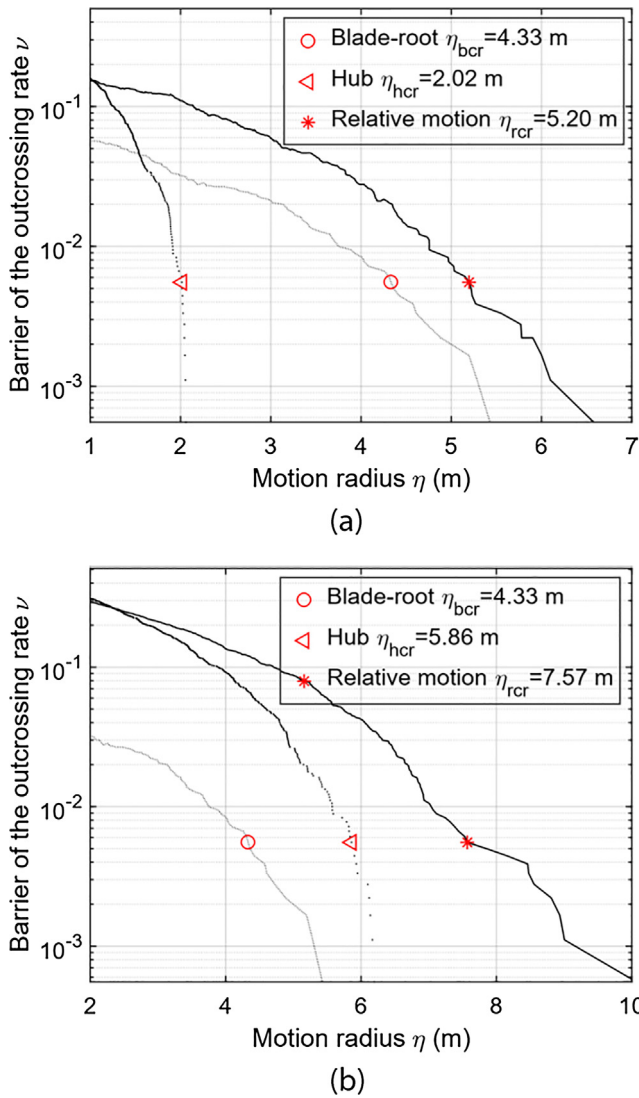 (a)
Blade-root η_bcr=4.33 m
Hub η_hcr=2.02 m
Relative motion η_rcr=5.20 m
Barrier of the outcrossing rate ν
10^-1
10^-2
10^-3
1 2 3 4 5 6 7
Motion radius η (m)
(a)
Blade-root η_bcr=4.33 m
Hub η_hcr=5.86 m
Relative motion η_rcr=7.57 m
Barrier of the outcrossing rate ν
10^-1
10^-2
10^-3
2 4 6 8 10
Motion radius η (m)
(b)